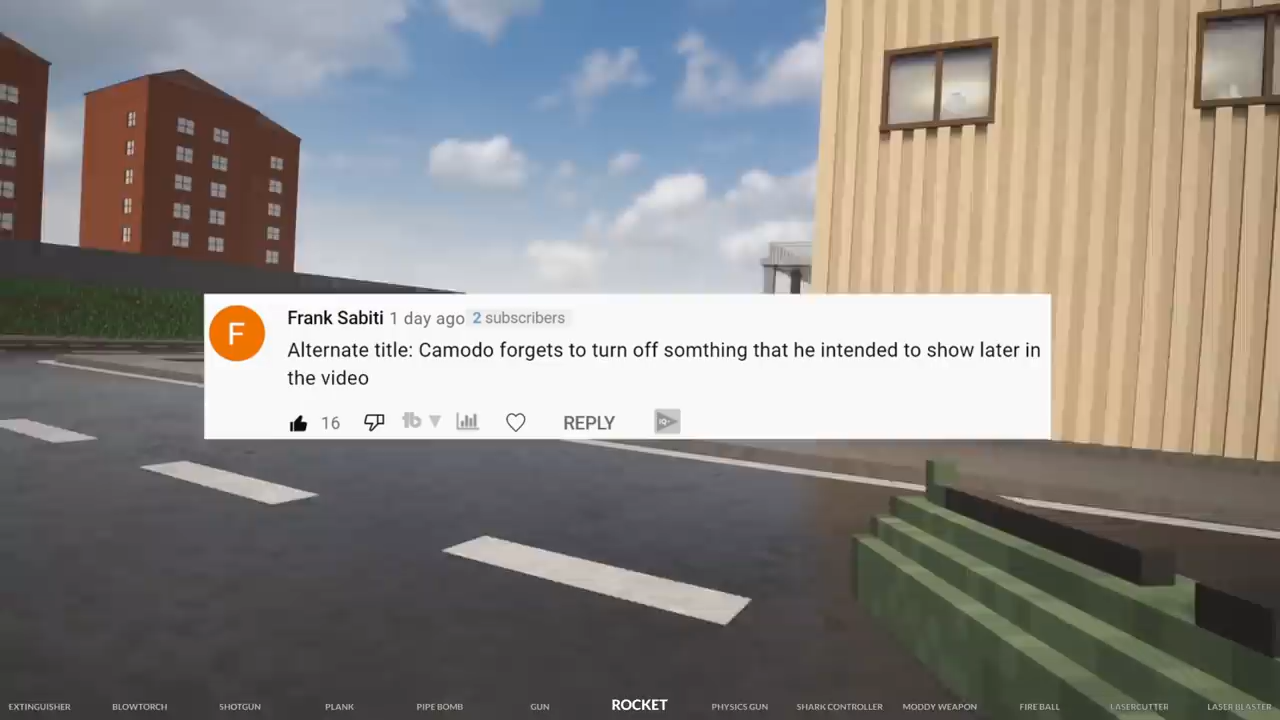 F
Frank Sabiti 1 day ago 2 subscribers
Alternate title: Camodo forgets to turn off somthing that he intended to show later in
the video
16 REPLY
EXTINGUISHER BLOWTORCH SHOTGUN PLANK PIPE BOMB GUN ROCKET PHYSICS GUN SHARK CONTROLLER MODDY WEAPON FIRE BALL LASERCUTTER LASER BLASTER